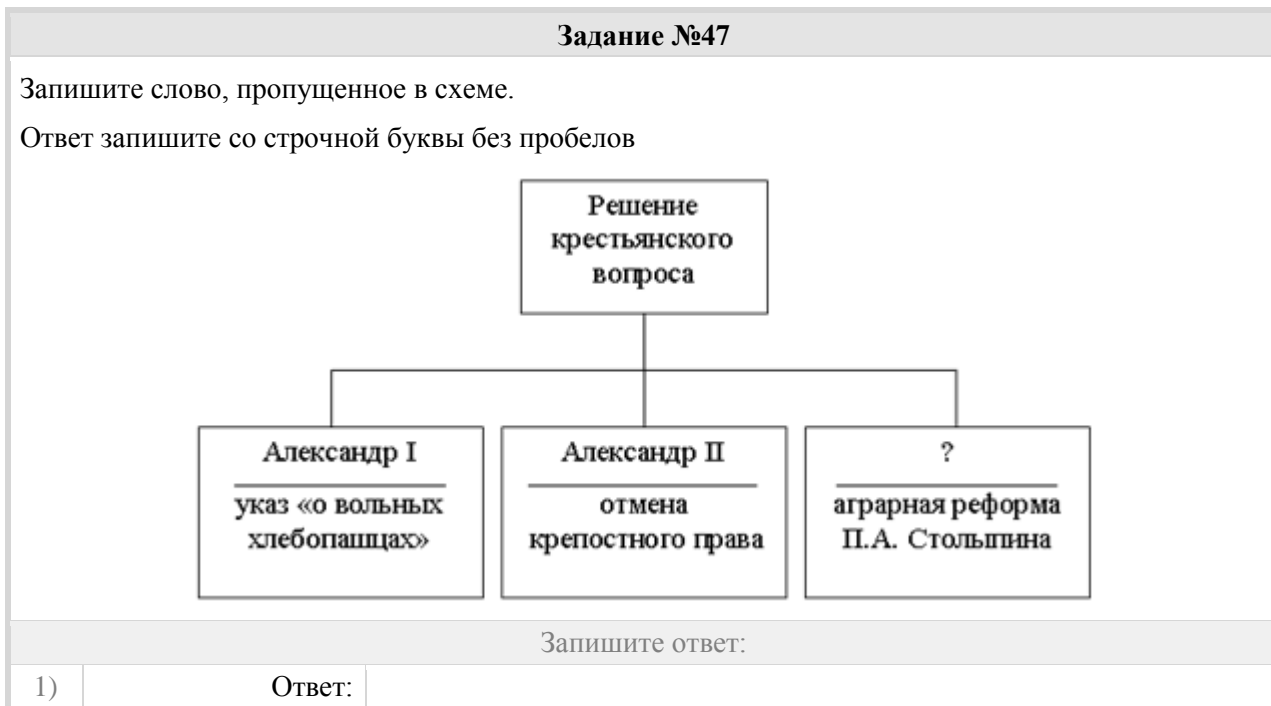 Задание №47
Запишите слово, пропущенное в схеме.
Ответ запишите со строчной буквы без пробелов
Решение
крестьянского
вопроса
Александр I
указ «о вольных
хлебопашцах»
Александр II
отмена
крепостного права
?
аграрная реформа
П.А. Столыпина
Запишите ответ:
1) Ответ: